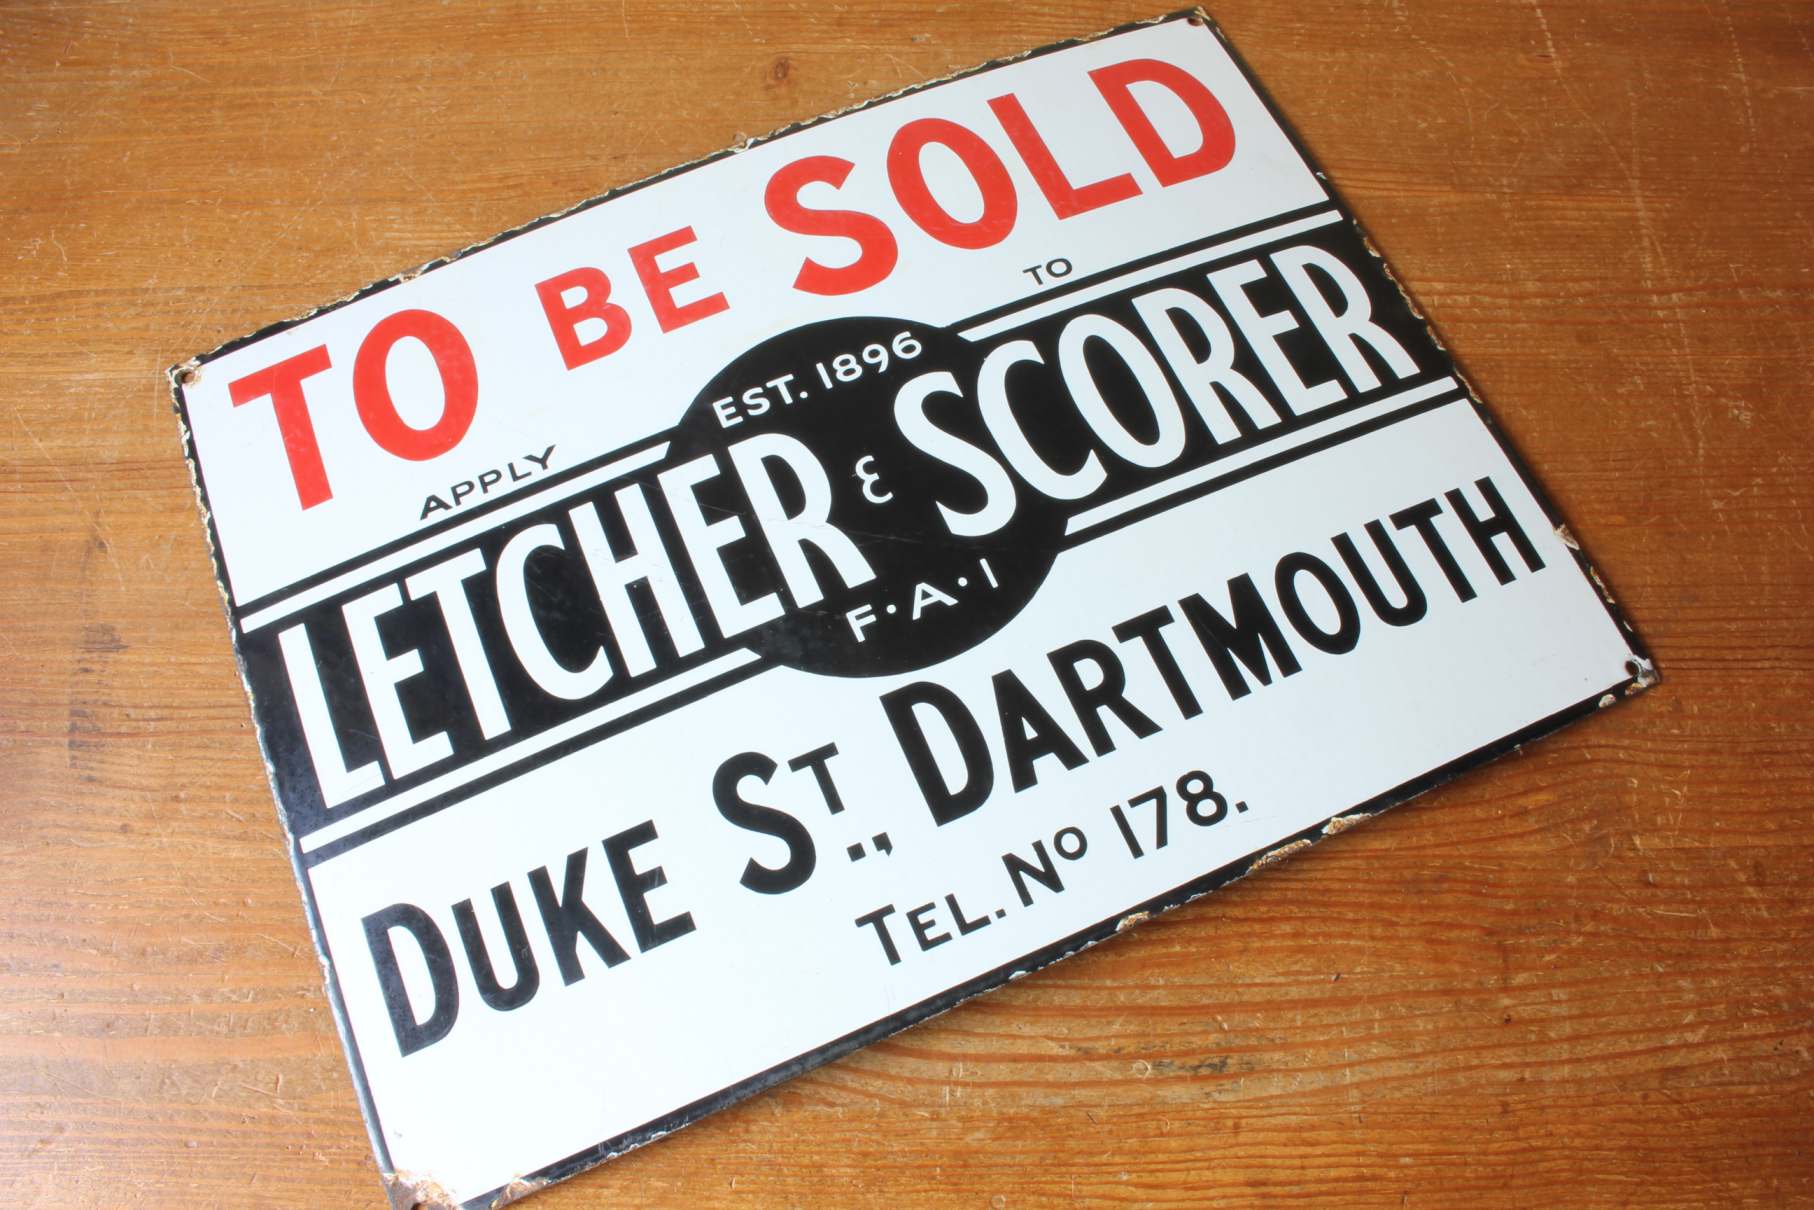 TO BE SOLD
APPLY TO
EST. 1896
LETCHER & SCORER
F·A·I
DUKE ST., DARTMOUTH
TEL. NO 178.